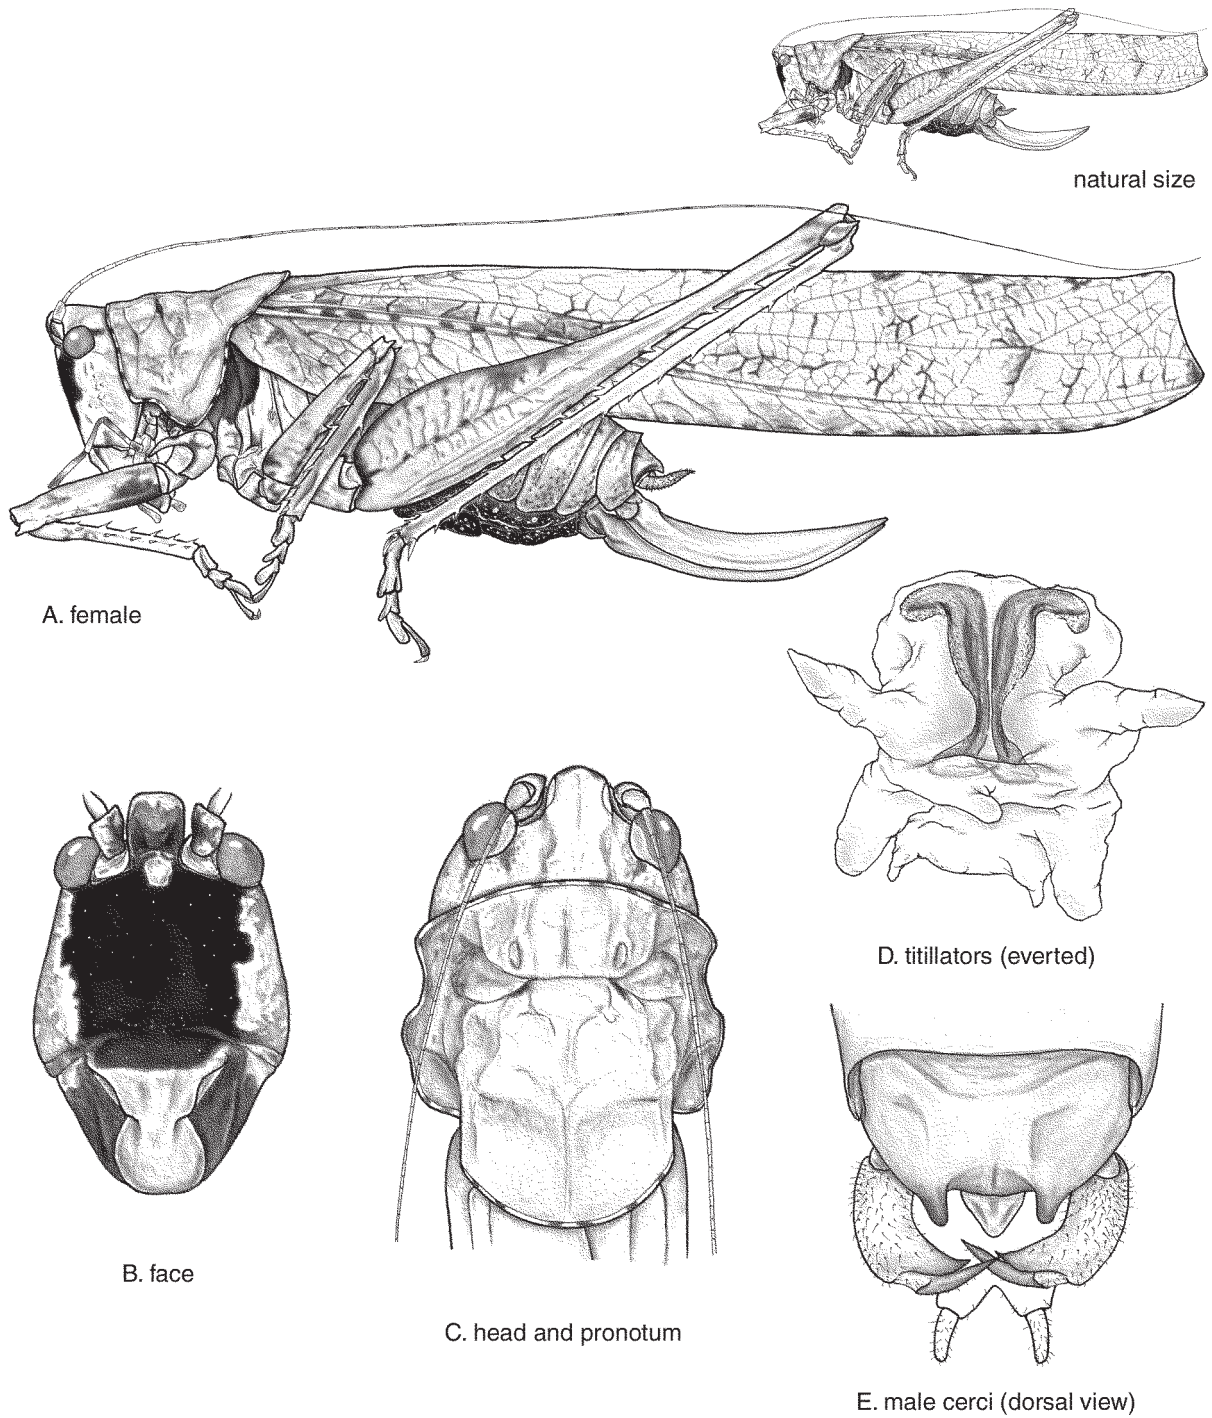 natural size
A. female
D. titillators (everted)
B. face
C. head and pronotum
E. male cerci (dorsal view)